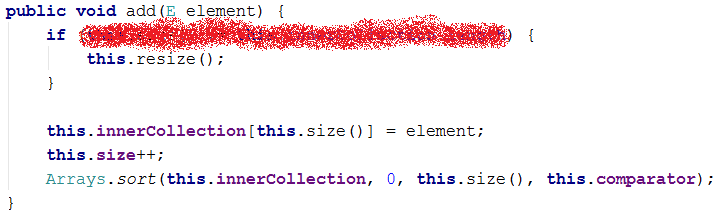 public void add(E element) {
    if ) {
        this.resize();
    }

    this.innerCollection[this.size()] = element;
    this.size++;
    Arrays.sort(this.innerCollection, 0, this.size(), this.comparator);
}